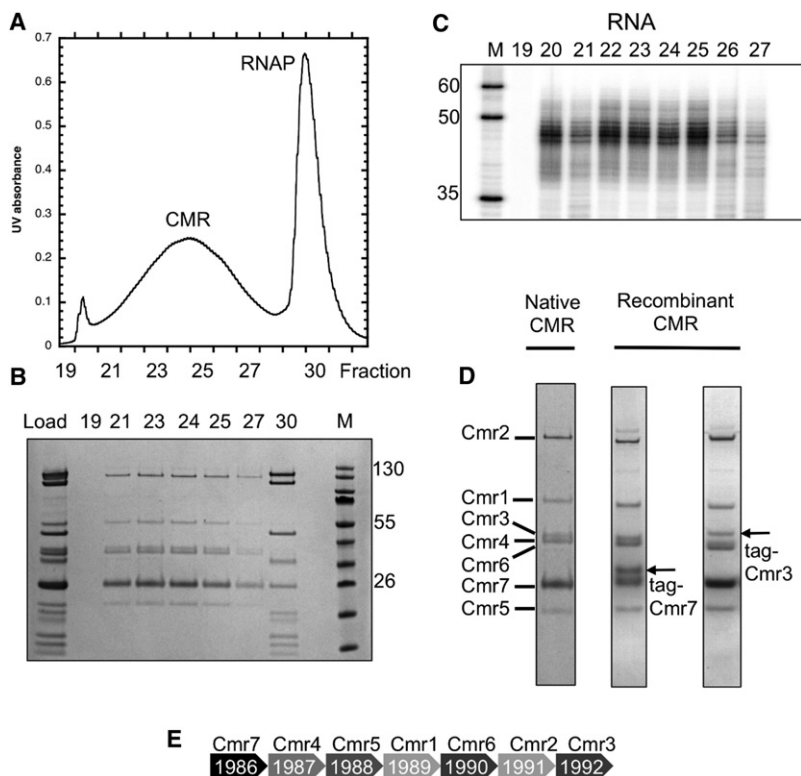 A
0.7
0.6
0.5
0.4
0.3
0.2
0.1
0
UV absorbance
RNAP
CMR
19 21 23 25 27 30 Fraction
B
Load 19 21 23 24 25 27 30 M
130
55
26
C
RNA
M 19 20 21 22 23 24 25 26 27
60
50
35
Native CMR
Recombinant CMR
D
Cmr2
Cmr1
Cmr3
Cmr4
Cmr6
Cmr7
Cmr5
tag-
Cmr7
tag-
Cmr3
E
Cmr7 Cmr4 Cmr5 Cmr1 Cmr6 Cmr2 Cmr3
1986 1987 1988 1989 1990 1991 1992